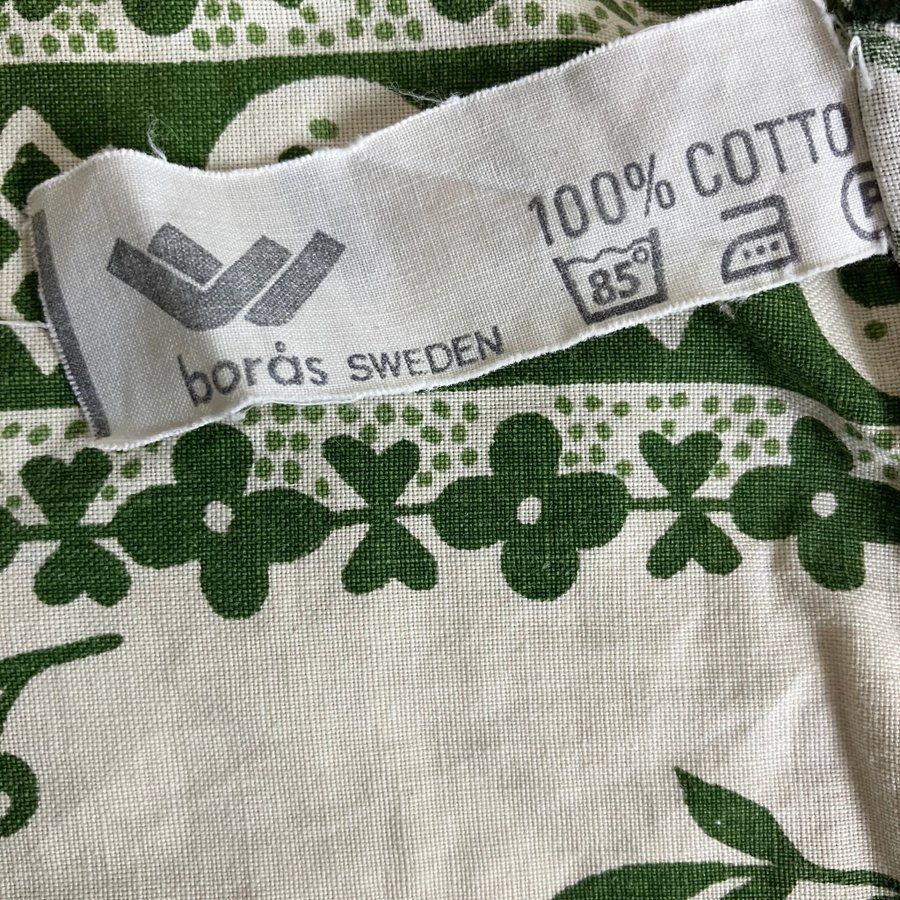 100% COTTO
85°
P
borås SWEDEN